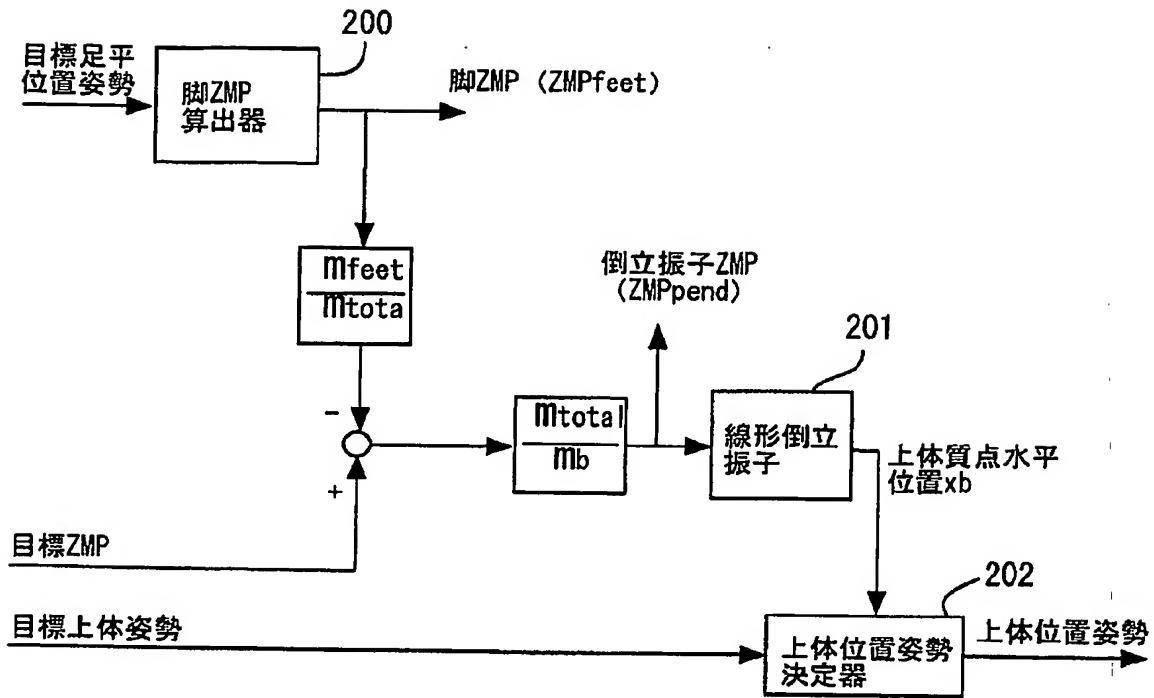 200
目標足平
位置姿勢
脚ZMP
算出器
脚ZMP (ZMPfeet)
mfeet
mtota
倒立振子ZMP
(ZMPpend)
201
-
mtotal
mb
線形倒立
振子
上体質点水平
位置xb
+
目標ZMP
202
目標上体姿勢
上体位置姿勢
決定器
上体位置姿勢